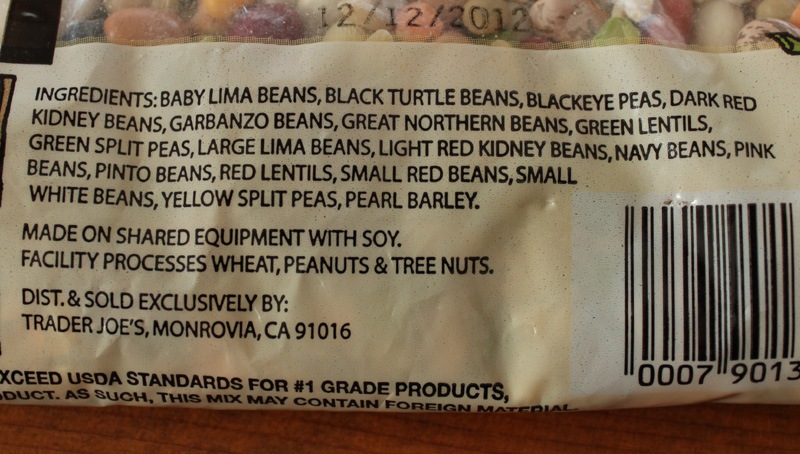 12/12/2012
INGREDIENTS: BABY LIMA BEANS, BLACK TURTLE BEANS, BLACKEYE PEAS, DARK RED
KIDNEY BEANS, GARBANZO BEANS, GREAT NORTHERN BEANS, GREEN LENTILS,
GREEN SPLIT PEAS, LARGE LIMA BEANS, LIGHT RED KIDNEY BEANS, NAVY BEANS, PINK
BEANS, PINTO BEANS, RED LENTILS, SMALL RED BEANS, SMALL
WHITE BEANS, YELLOW SPLIT PEAS, PEARL BARLEY.
MADE ON SHARED EQUIPMENT WITH SOY.
FACILITY PROCESSES WHEAT, PEANUTS & TREE NUTS.
DIST. & SOLD EXCLUSIVELY BY:
TRADER JOE'S, MONROVIA, CA 91016
0007 9013
XCEED USDA STANDARDS FOR #1 GRADE PRODUCTS,
DUCT. AS SUCH, THIS MIX MAY CONTAIN FOREIGN MATERIAL